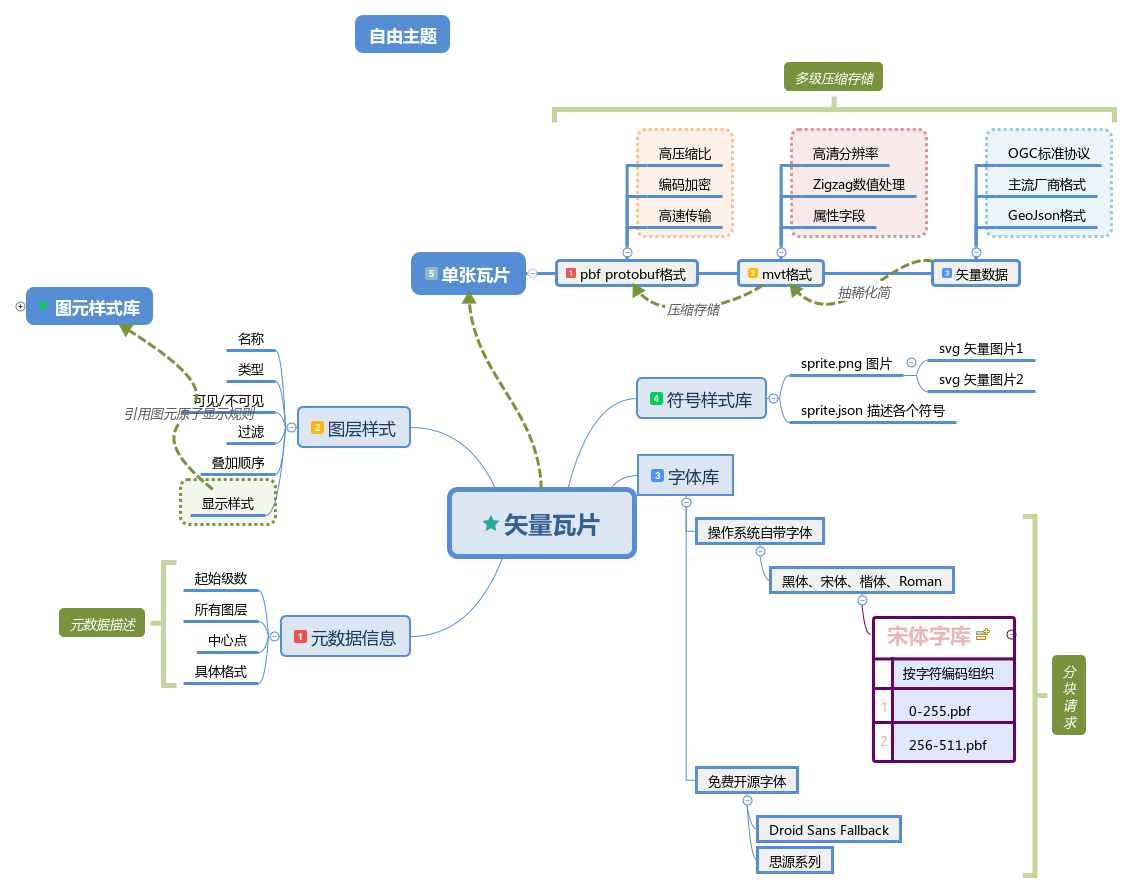 自由主题
多级压缩存储
高压缩比
编码加密
高速传输
高清分辨率
Zigzag数值处理
属性字段
OGC标准协议
主流厂商格式
GeoJson格式
5 单张瓦片
1 pbf protobuf格式
2 mvt格式
3 矢量数据
压缩存储
抽稀化简
图元样式库
名称
类型
可见/不可见
引用图元原子显示规则
过滤
叠加顺序
显示样式
2 图层样式
4 符号样式库
sprite.png 图片
svg 矢量图片1
svg 矢量图片2
sprite.json 描述各个符号
3 字体库
矢量瓦片
操作系统自带字体
黑体、宋体、楷体、Roman
宋体字库
按字符编码组织
1 0-255.pbf
2 256-511.pbf
分块请求
免费开源字体
Droid Sans Fallback
思源系列
元数据描述
起始级数
所有图层
中心点
具体格式
1 元数据信息